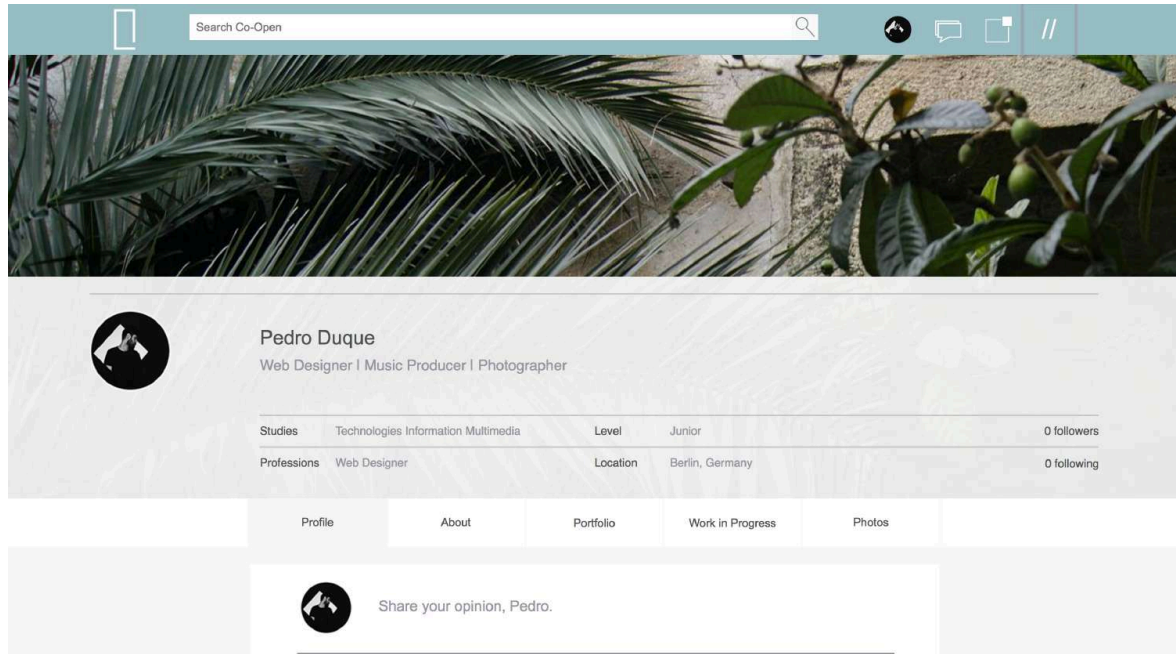 Search Co-Open
Pedro Duque
Web Designer | Music Producer | Photographer
Studies Technologies Information Multimedia Level Junior 0 followers
Professions Web Designer Location Berlin, Germany 0 following
Profile About Portfolio Work in Progress Photos
Share your opinion, Pedro.